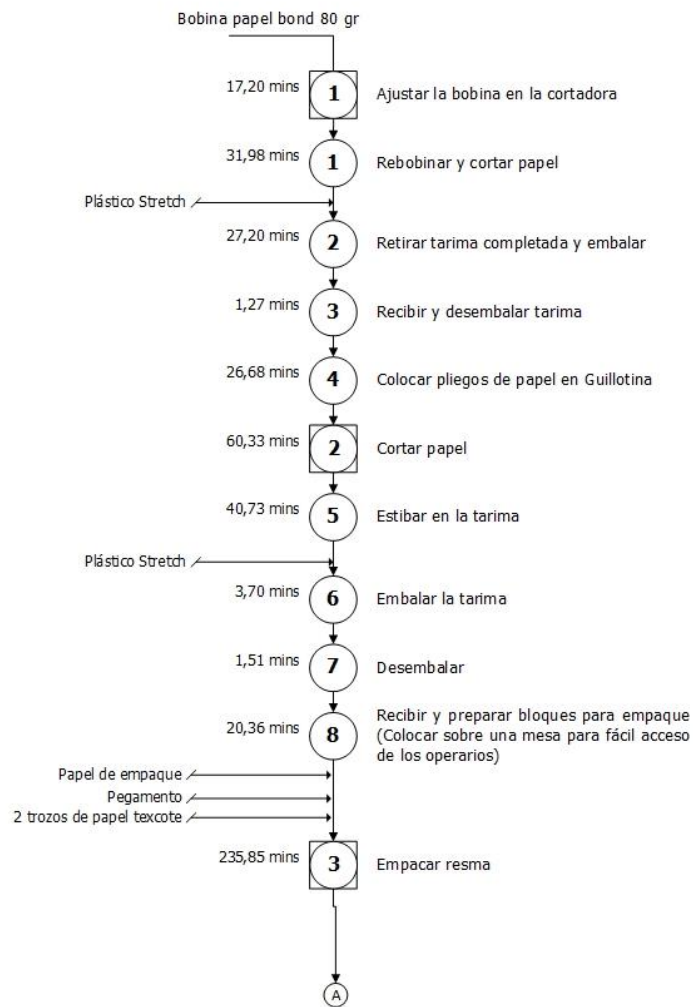 Bobina papel bond 80 gr
17,20 mins 1 Ajustar la bobina en la cortadora
31,98 mins 1 Rebobinar y cortar papel
Plástico Stretch
27,20 mins 2 Retirar tarima completada y embalar
1,27 mins 3 Recibir y desembalar tarima
26,68 mins 4 Colocar pliegos de papel en Guillotina
60,33 mins 2 Cortar papel
40,73 mins 5 Estibar en la tarima
Plástico Stretch
3,70 mins 6 Embalar la tarima
1,51 mins 7 Desembalar
20,36 mins 8 Recibir y preparar bloques para empaque
(Colocar sobre una mesa para fácil acceso
de los operarios)
Papel de empaque
Pegamento
2 trozos de papel texcote
235,85 mins 3 Empacar resma
A